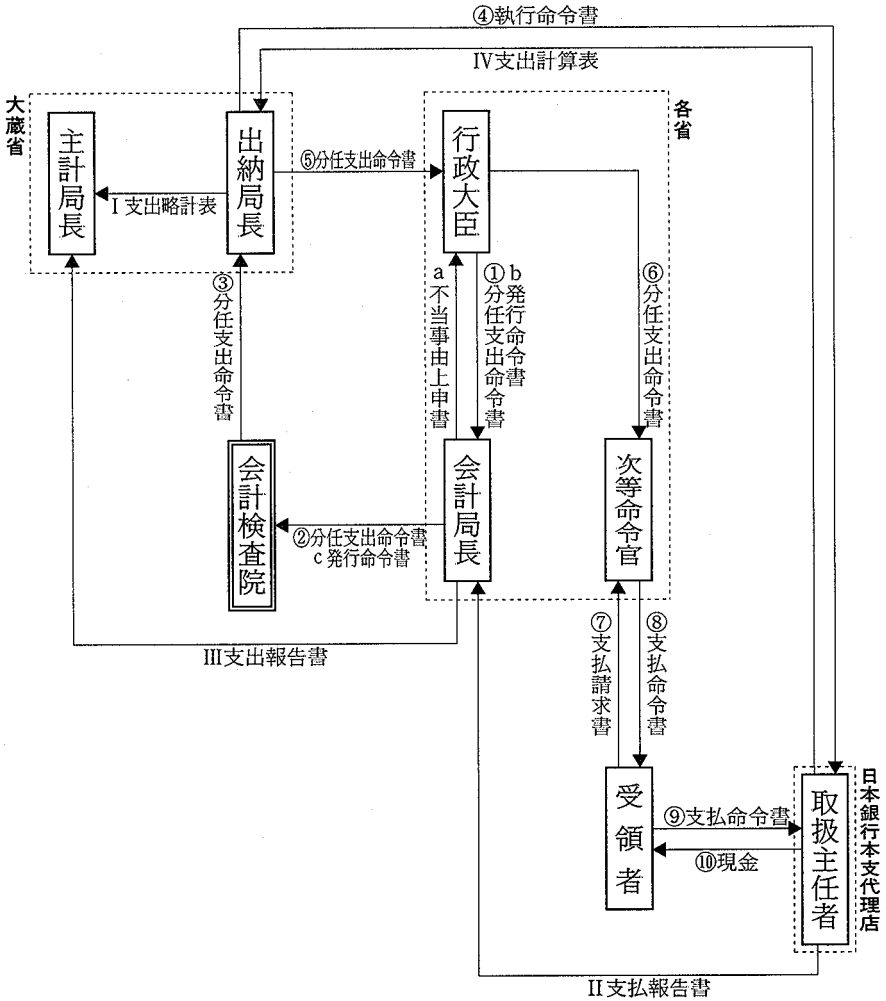 ④執行命令書
Ⅳ支出計算表
大蔵省
主計局長
出納局長
Ⅰ支出略計表
⑤分任支出命令書
各省
行政大臣
a不当事由上申書
①分任支出命令書
b発行命令書
⑥分任支出命令書
③分任支出命令書
会計検査院
②分任支出命令書
c発行命令書
会計局長
次等命令官
Ⅲ支出報告書
⑦支払請求書
⑧支払命令書
受領者
⑨支払命令書
⑩現金
取扱主任者
日本銀行本支代理店
Ⅱ支払報告書